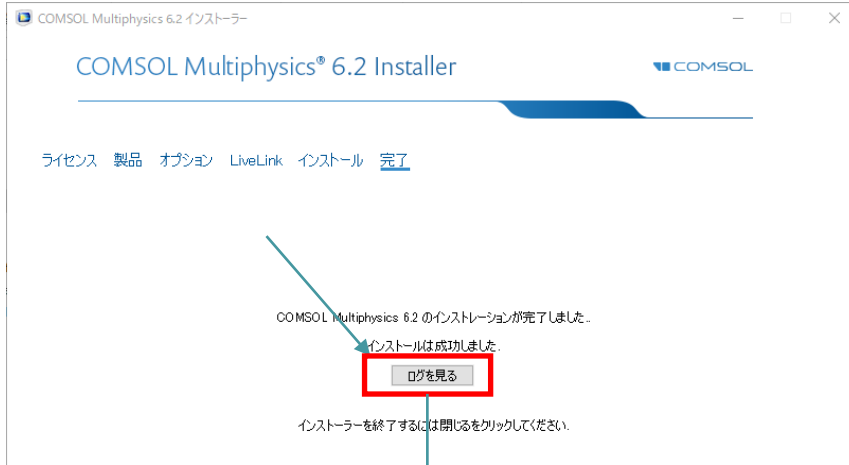 COMSOL Multiphysics 6.2 インストーラー
COMSOL Multiphysics® 6.2 Installer
COMSOL
ライセンス 製品 オプション LiveLink インストール 完了
COMSOL Multiphysics 6.2 のインストレーションが完了しました..
インストールは成功しました.
ログを見る
インストーラーを終了するには閉じるをクリックしてください.